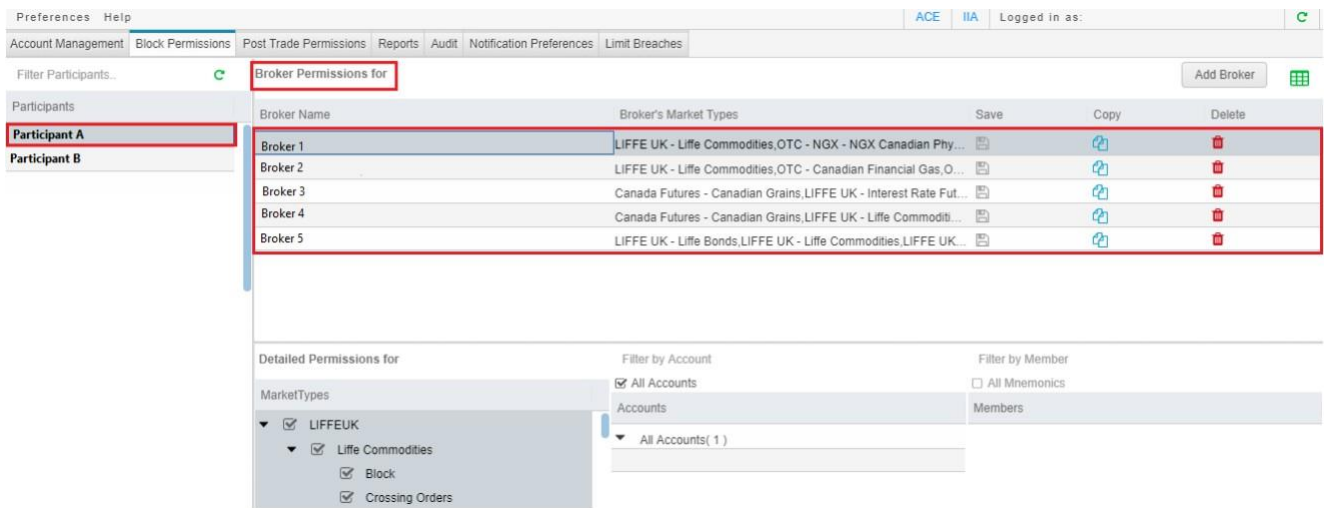 Preferences Help ACE IIA Logged in as:
Account Management Block Permissions Post Trade Permissions Reports Audit Notification Preferences Limit Breaches
Filter Participants..
Broker Permissions for
Add Broker
Participants
Participant A
Participant B
Broker Name Broker's Market Types Save Copy Delete
Broker 1 LIFFE UK - Liffe Commodities,OTC - NGX - NGX Canadian Phy...
Broker 2 LIFFE UK - Liffe Commodities,OTC - Canadian Financial Gas,O...
Broker 3 Canada Futures - Canadian Grains,LIFFE UK - Interest Rate Fut...
Broker 4 Canada Futures - Canadian Grains,LIFFE UK - Liffe Commoditi...
Broker 5 LIFFE UK - Liffe Bonds,LIFFE UK - Liffe Commodities,LIFFE UK...
Detailed Permissions for
MarketTypes
LIFFEUK
Liffe Commodities
Block
Crossing Orders
Filter by Account
All Accounts
Accounts
All Accounts( 1 )
Filter by Member
All Mnemonics
Members